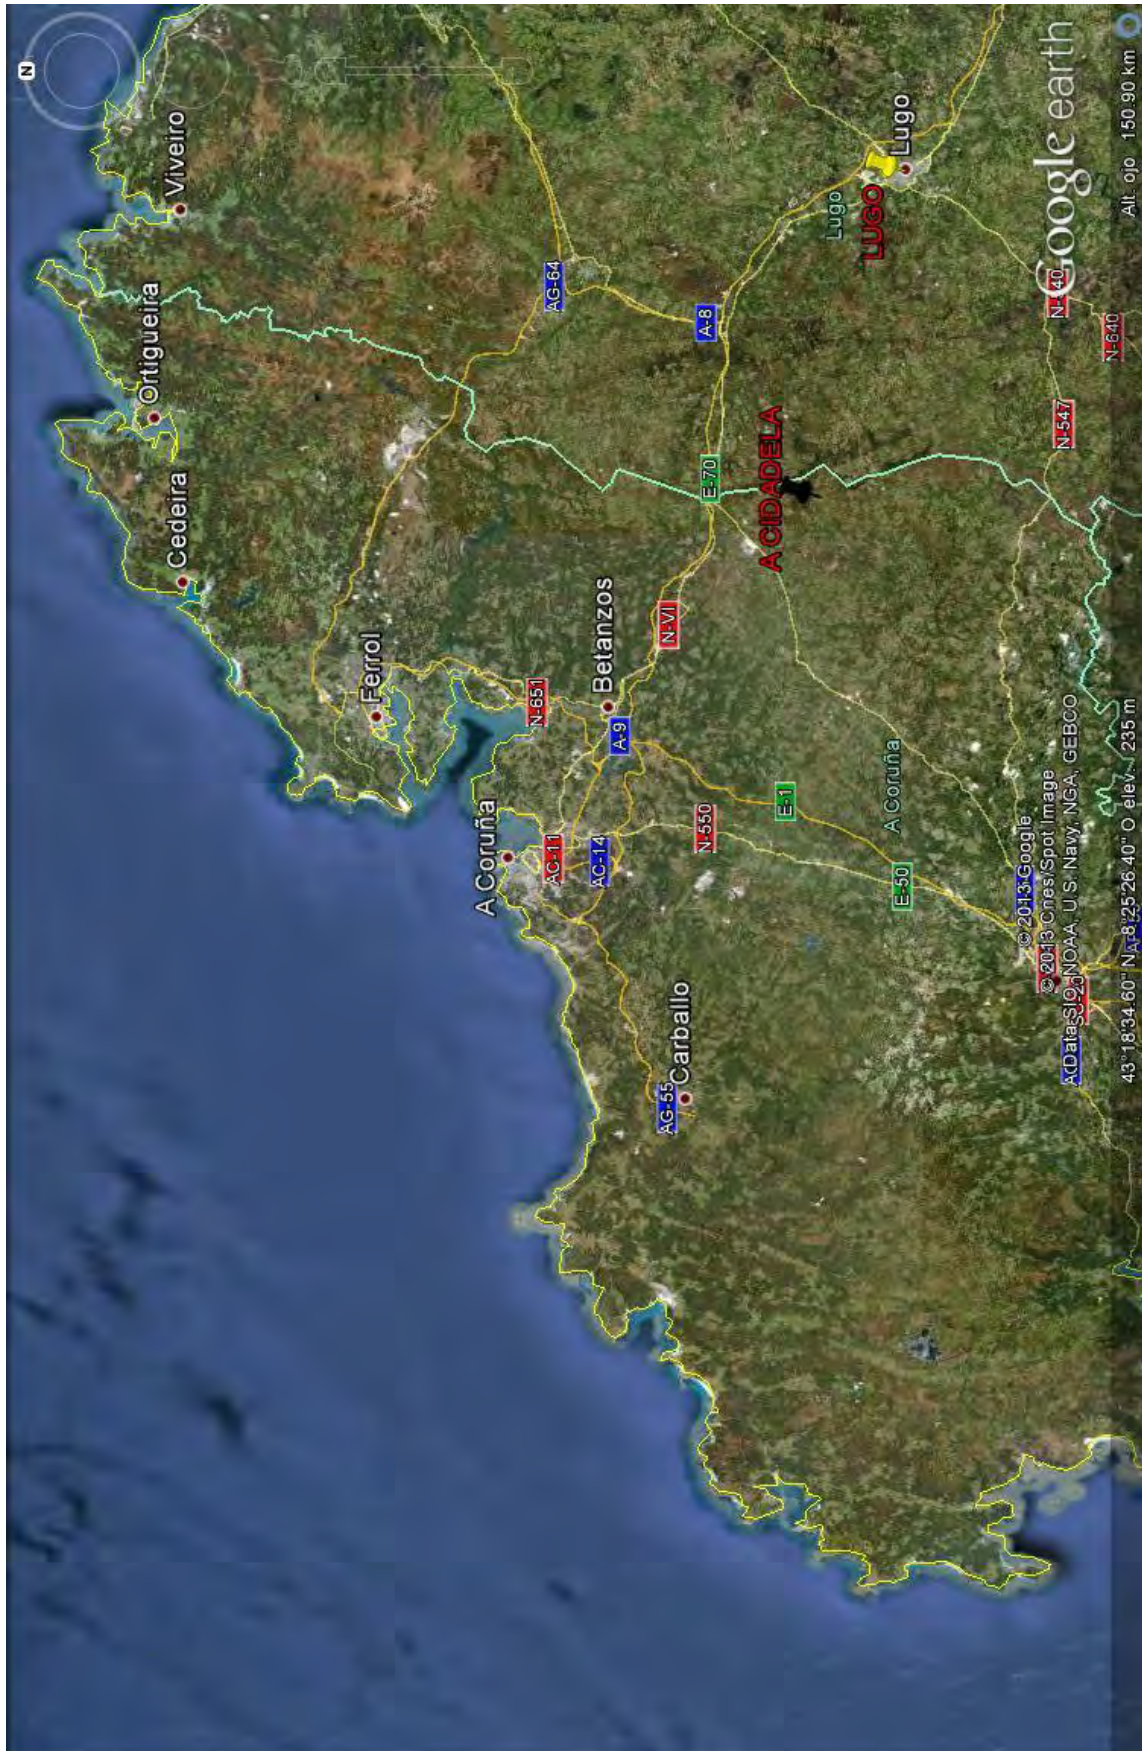 N
Viveiro
Ortigueira
Cedeira
Ferrol
AG-64
A Coruña
N-651
AC-11
AC-14
Betanzos
A-9
N-VI
AG-55
Carballo
N-550
E-70
A-8
A CIDADELA
E-1
Lugo
LUGO
Lugo
A Coruña
E-50
N-547
N-640
© 2013 Google
© 2013 Cnes/Spot Image
Data SIO, NOAA, U.S. Navy, NGA, GEBCO
Google earth
43°18'34.60" N 8°25'26.40" O elev. 235 m Alt. ojo 150.90 km